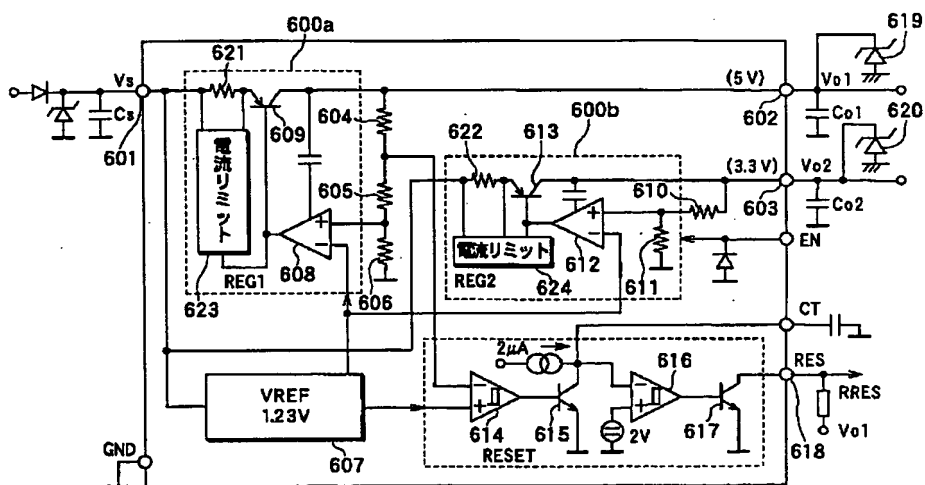 600a
619
621
Vs
(5V)
Vo1
604
600b
602
Co1
620
Cs
609
601
622
613
(3.3V)
Vo2
電流リミット
605
610
603
Co2
EN
608
606
電流リミット
612
611
REG1
REG2
624
623
CT
2μA
616
RES
VREF
1.23V
RRES
614
615
2V
617
Vo1
GND
607
RESET
618